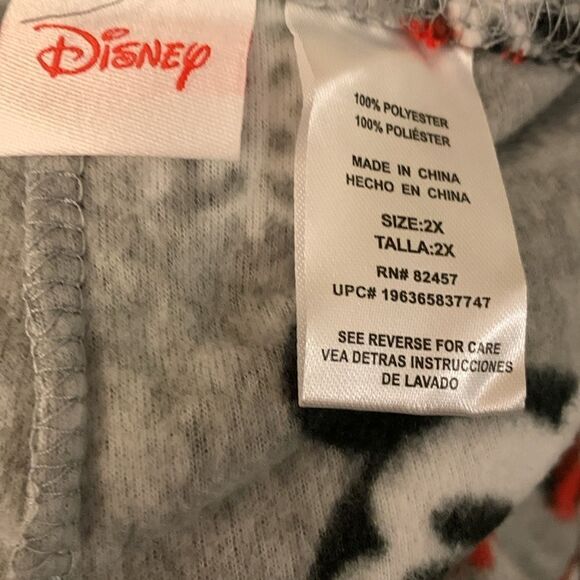 Disney
100% POLYESTER
100% POLIÉSTER
MADE IN CHINA
HECHO EN CHINA
SIZE:2X
TALLA:2X
RN# 82457
UPC# 196365837747
SEE REVERSE FOR CARE
VEA DETRAS INSTRUCCIONES
DE LAVADO